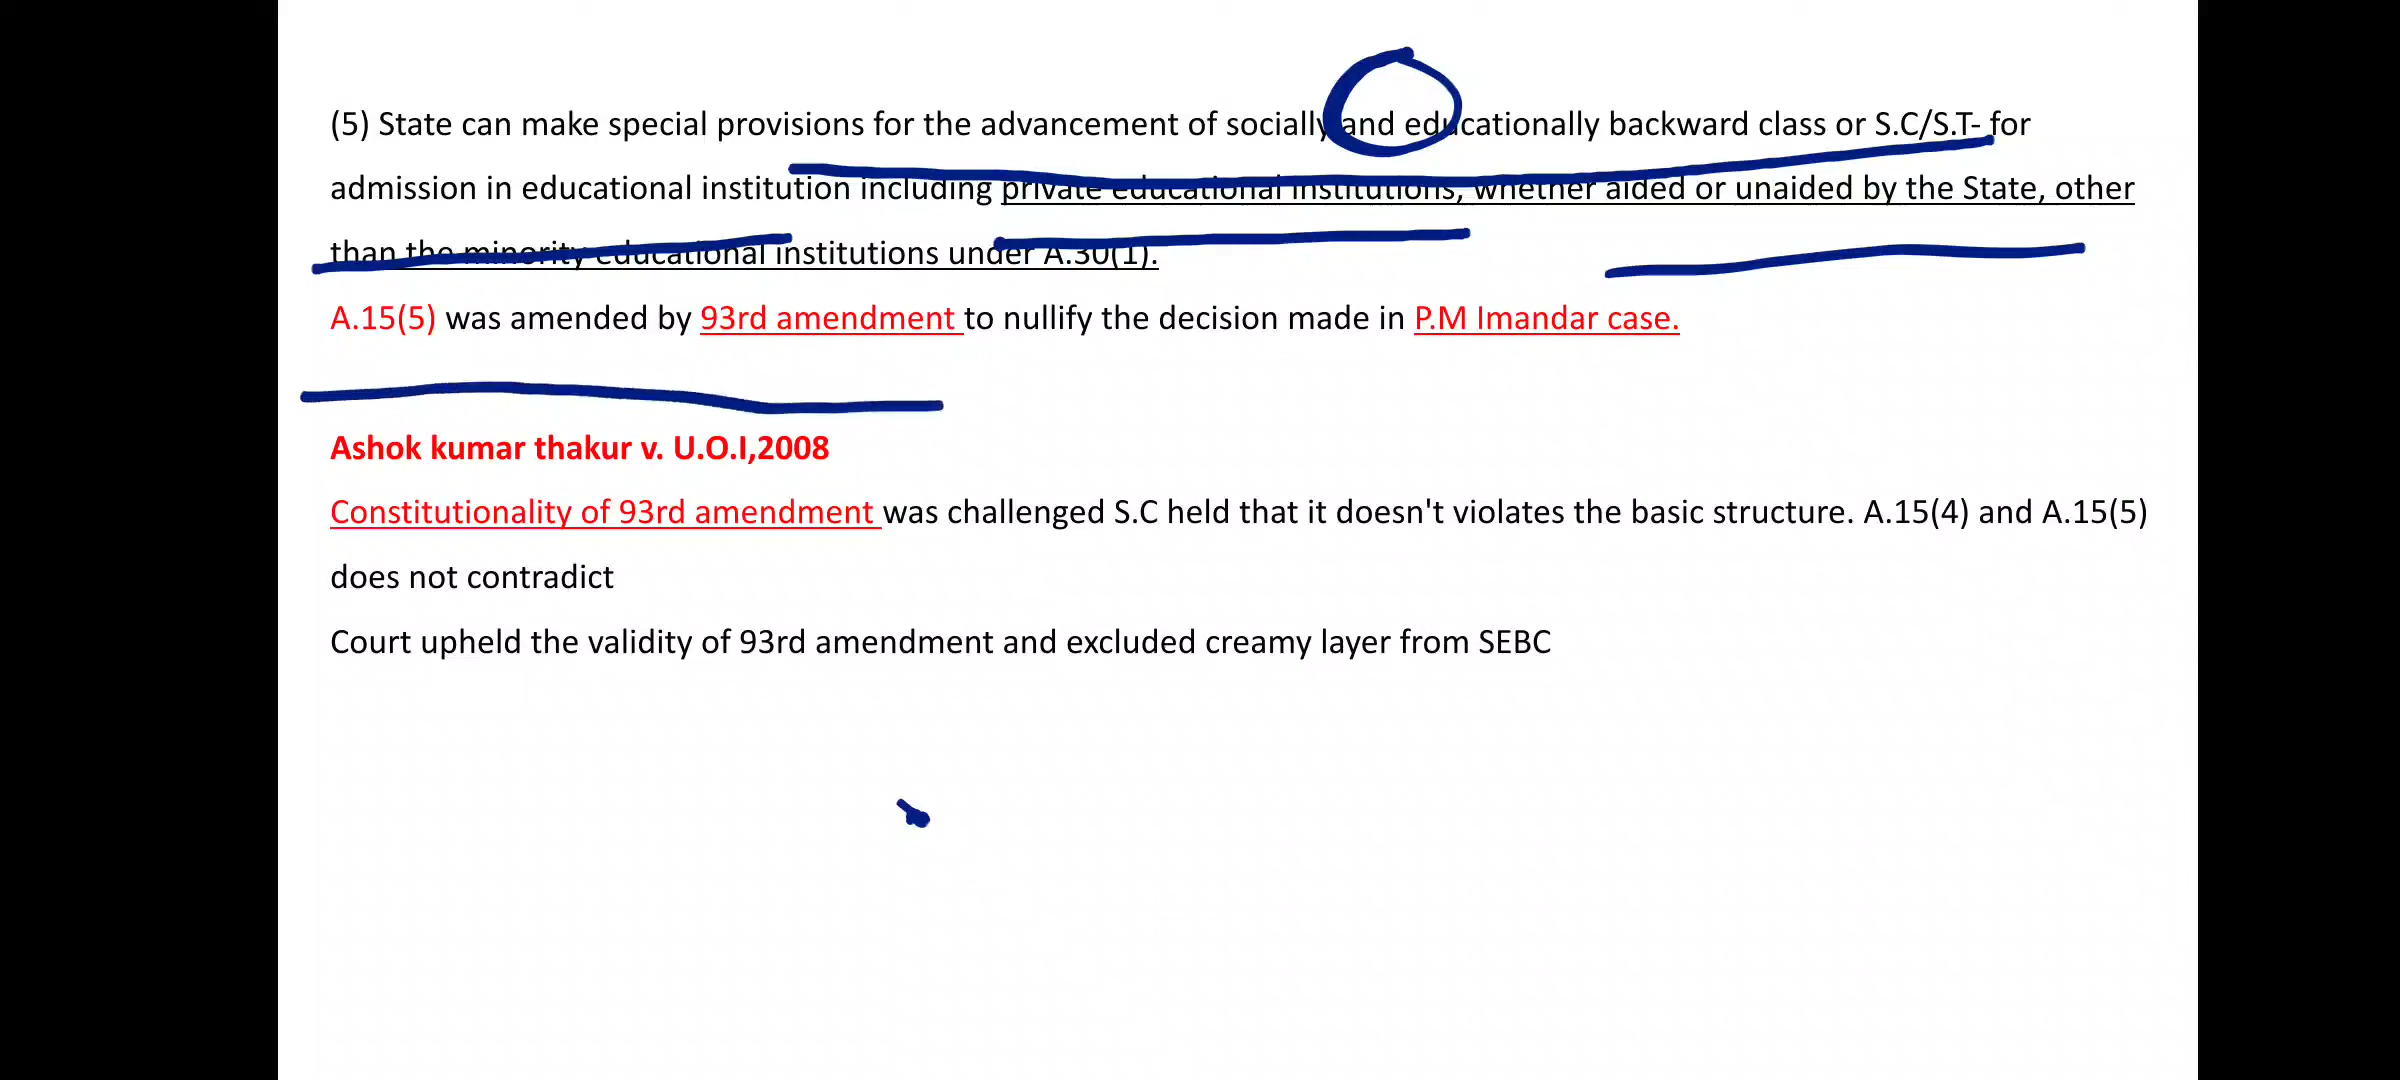 (5) State can make special provisions for the advancement of socially and educationally backward class or S.C/S.T- for
admission in educational institution including private educational institutions, whether aided or unaided by the State, other
than the minority educational institutions under A.30(1).
A.15(5) was amended by 93rd amendment to nullify the decision made in P.M Imandar case.
Ashok kumar thakur v. U.O.I,2008
Constitutionality of 93rd amendment was challenged S.C held that it doesn't violates the basic structure. A.15(4) and A.15(5)
does not contradict
Court upheld the validity of 93rd amendment and excluded creamy layer from SEBC